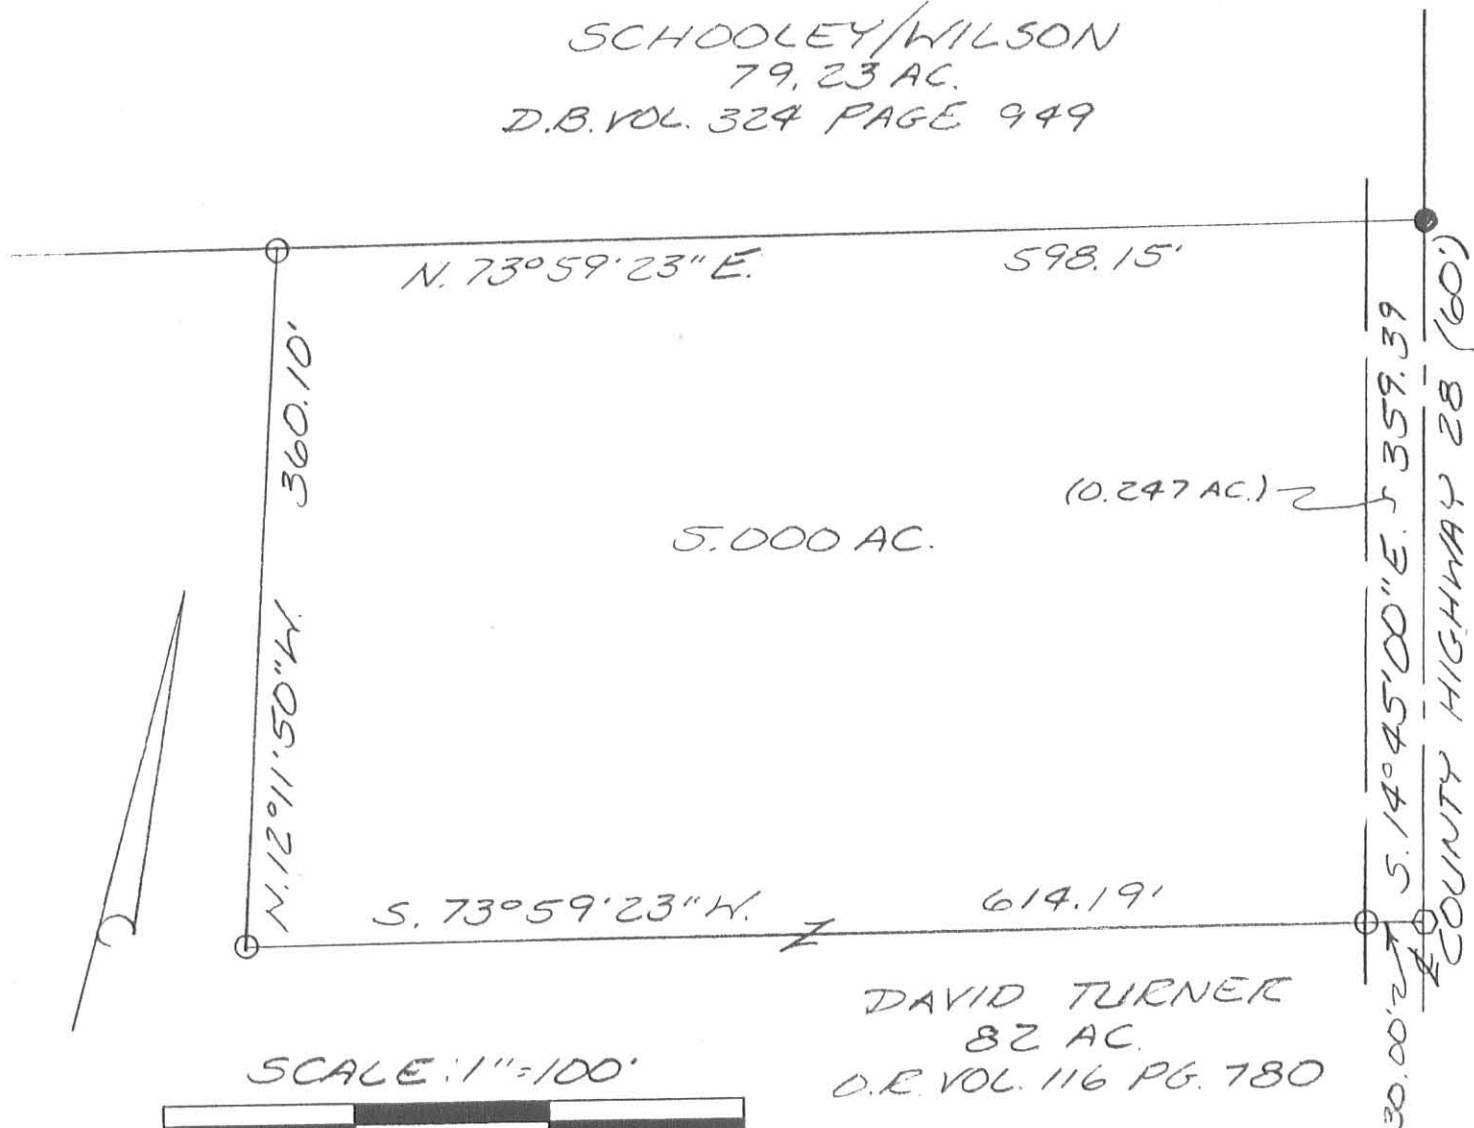 SCHOOLEY/WILSON
79.23 AC.
D.B. VOL. 324 PAGE 949
N. 73°59'23" E. 598.15'
N. 12°11'50" W. 360.10'
(0.247 AC.)
5.000 AC.
S. 14°45'00" E. 359.39
COUNTY HIGHWAY 28 (60')
S. 73°59'23" W. 614.19'
30.00'
DAVID TURNER
82 AC.
O.R. VOL. 116 PG. 780
SCALE: 1"=100'